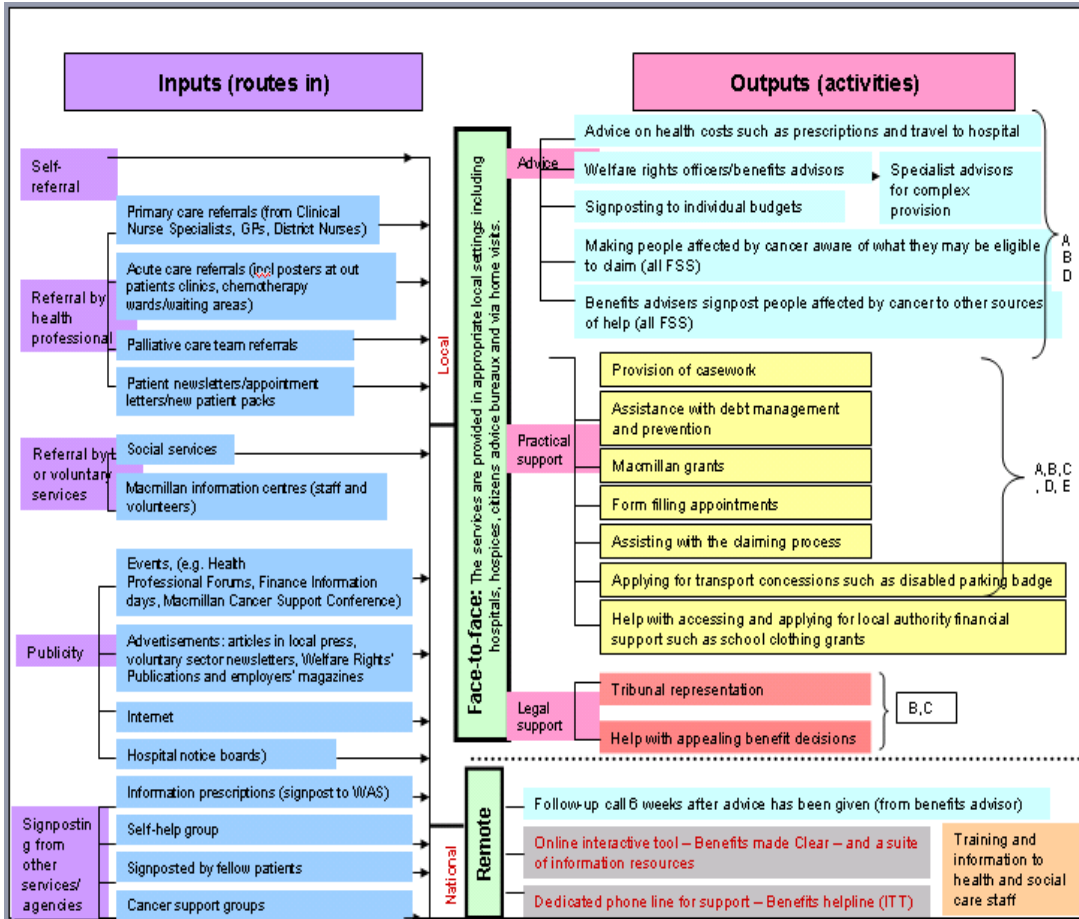 Inputs (routes in)
Outputs (activities)
Self-
referral
Primary care referrals (from Clinical
Nurse Specialists, GPs, District Nurses)
Acute care referrals (incl posters at out
patients clinics, chemotherapy
wards/waiting areas)
Referral by
health
professional
Palliative care team referrals
Patient newsletters/appointment
letters/new patient packs
Referral by
or voluntary
services
Social services
Macmillan information centres (staff and
volunteers)
Publicity
Events, (e.g. Health
Professional Forums, Finance Information
days, Macmillan Cancer Support Conference)
Advertisements: articles in local press,
voluntary sector newsletters, Welfare Rights'
Publications and employers' magazines
Internet
Hospital notice boards)
Signpostin
g from
other
services/
agencies
Information prescriptions (signpost to WAS)
Self-help group
Signposted by fellow patients
Cancer support groups
Local
National
Face-to-face: The services are provided in appropriate local settings including
hospitals, hospices, citizens advice bureaux and via home visits.
Remote
Advice
Advice on health costs such as prescriptions and travel to hospital
Welfare rights officers/benefits advisors
Specialist advisors
for complex
provision
Signposting to individual budgets
Making people affected by cancer aware of what they may be eligible
to claim (all FSS)
Benefits advisers signpost people affected by cancer to other sources
of help (all FSS)
A
B
D
Practical
support
Provision of casework
Assistance with debt management
and prevention
Macmillan grants
Form filling appointments
Assisting with the claiming process
Applying for transport concessions such as disabled parking badge
Help with accessing and applying for local authority financial
support such as school clothing grants
A,B,C
, D, E
Legal
support
Tribunal representation
Help with appealing benefit decisions
B,C
Follow-up call 6 weeks after advice has been given (from benefits advisor)
Online interactive tool – Benefits made Clear – and a suite
of information resources
Dedicated phone line for support – Benefits helpline (ITT)
Training and
information to
health and social
care staff